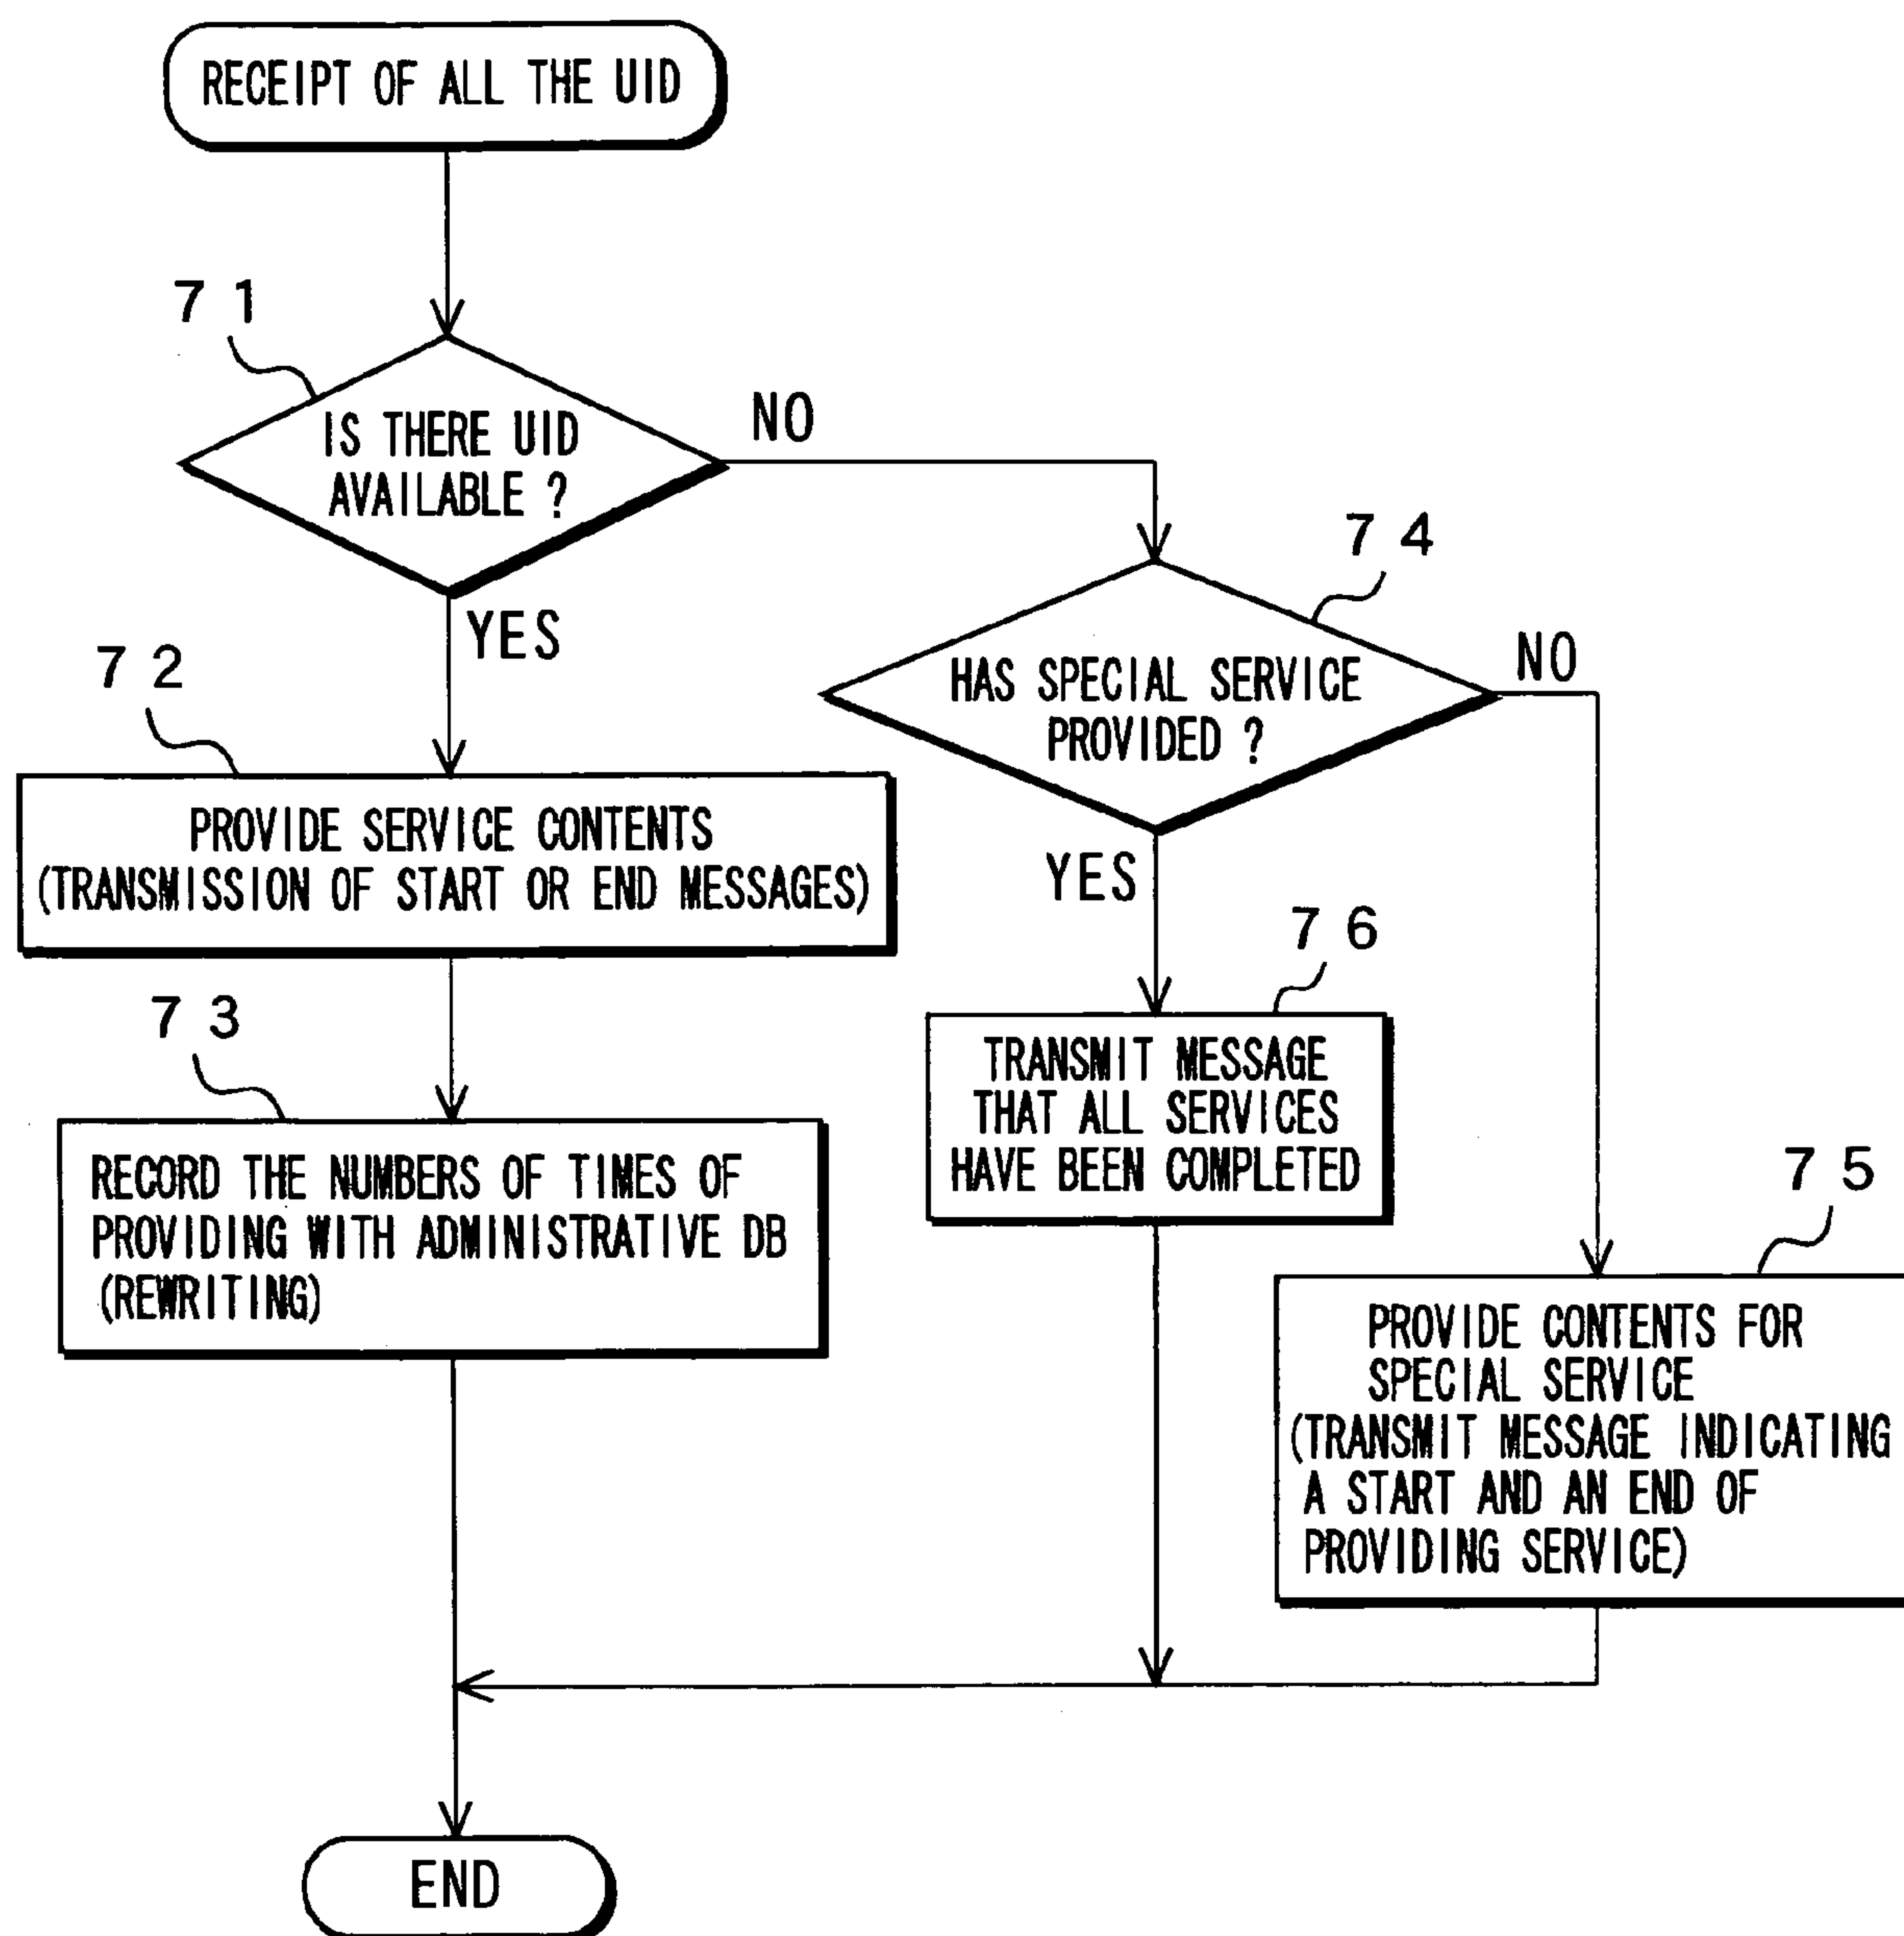 RECEIPT OF ALL THE UID
71
IS THERE UID
AVAILABLE ?
NO
YES
72
PROVIDE SERVICE CONTENTS
(TRANSMISSION OF START OR END MESSAGES)
73
RECORD THE NUMBERS OF TIMES OF
PROVIDING WITH ADMINISTRATIVE DB
(REWRITING)
74
HAS SPECIAL SERVICE
PROVIDED ?
NO
YES
76
TRANSMIT MESSAGE
THAT ALL SERVICES
HAVE BEEN COMPLETED
75
PROVIDE CONTENTS FOR
SPECIAL SERVICE
(TRANSMIT MESSAGE INDICATING
A START AND AN END OF
PROVIDING SERVICE)
END